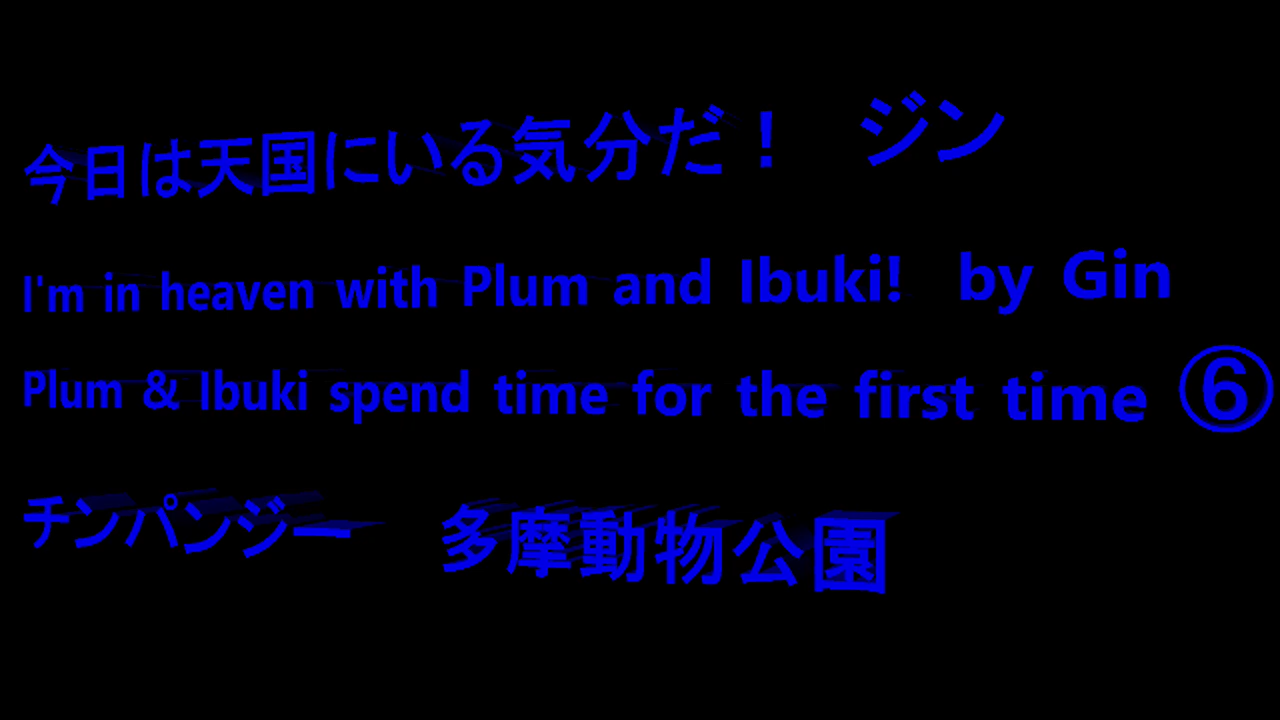 今日は天国にいる気分だ！　ジン
I'm in heaven with Plum and Ibuki!  by Gin
Plum & Ibuki spend time for the first time ⑥
チンパンジー　多摩動物公園